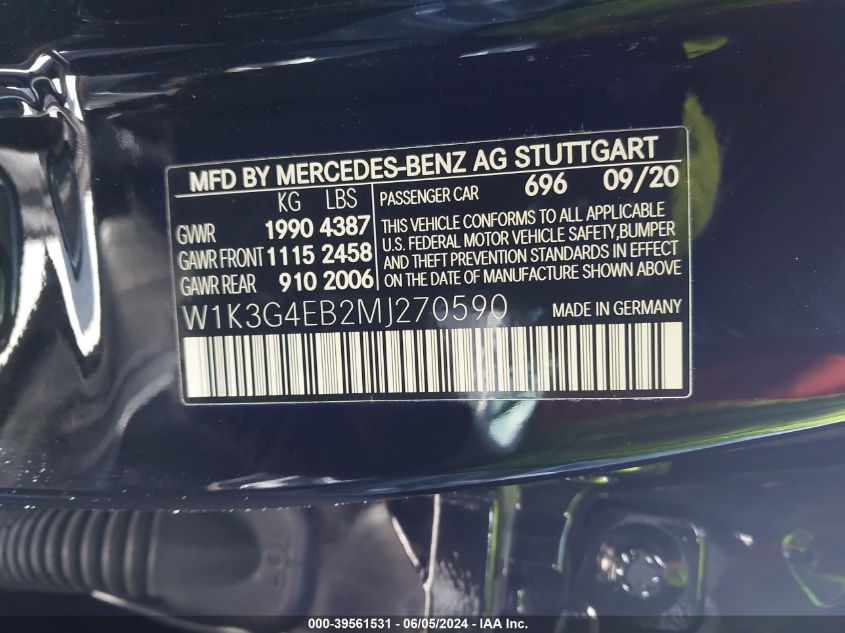 MFD BY MERCEDES-BENZ AG STUTTGART
KG LBS
GVWR 1990 4387
GAWR FRONT 1115 2458
GAWR REAR 910 2006
PASSENGER CAR 696 09/20
THIS VEHICLE CONFORMS TO ALL APPLICABLE
U.S. FEDERAL MOTOR VEHICLE SAFETY,BUMPER
AND THEFT PREVENTION STANDARDS IN EFFECT
ON THE DATE OF MANUFACTURE SHOWN ABOVE
W1K3G4EB2MJ270590 MADE IN GERMANY
000-39561531 - 06/05/2024 - ©IAA Inc.